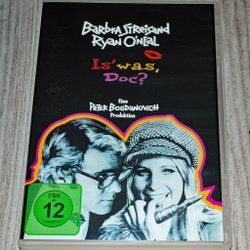 Barbra Streisand
Ryan O'Neal
Is' was,
Doc?
Eine
Peter Bogdanovich
Produktion
FSK
12